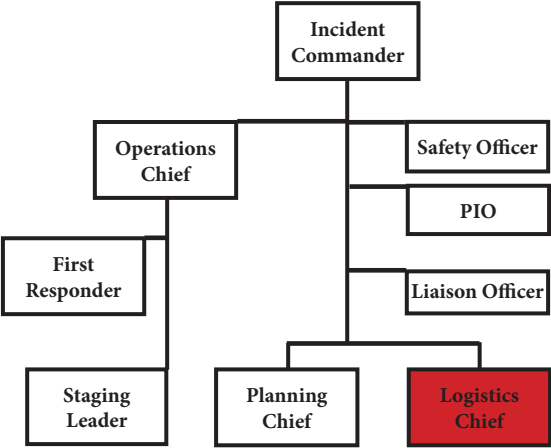 Incident
Commander
Operations
Chief
Safety Officer
PIO
First
Responder
Liaison Officer
Staging
Leader
Planning
Chief
Logistics
Chief